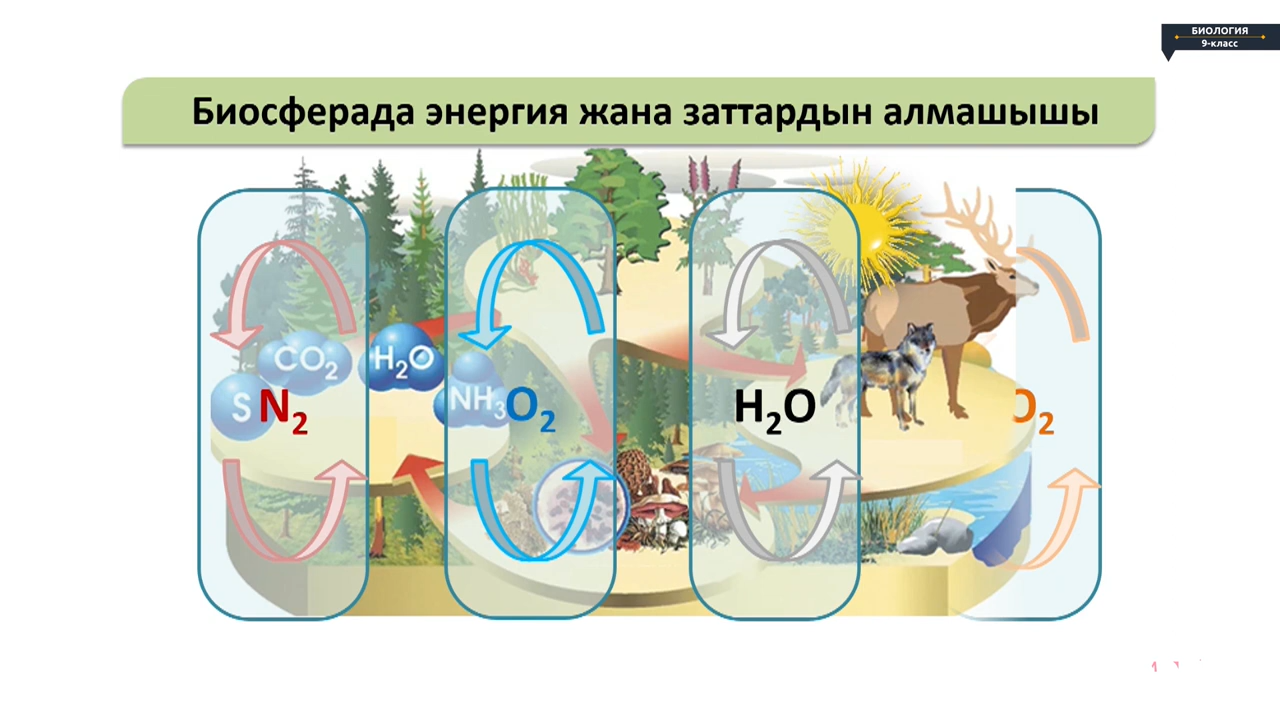 БИОЛОГИЯ
9-класс
Биосферада энергия жана заттардын алмашышы
CO₂
H₂O
S
NH₃
N₂
O₂
H₂O
O₂